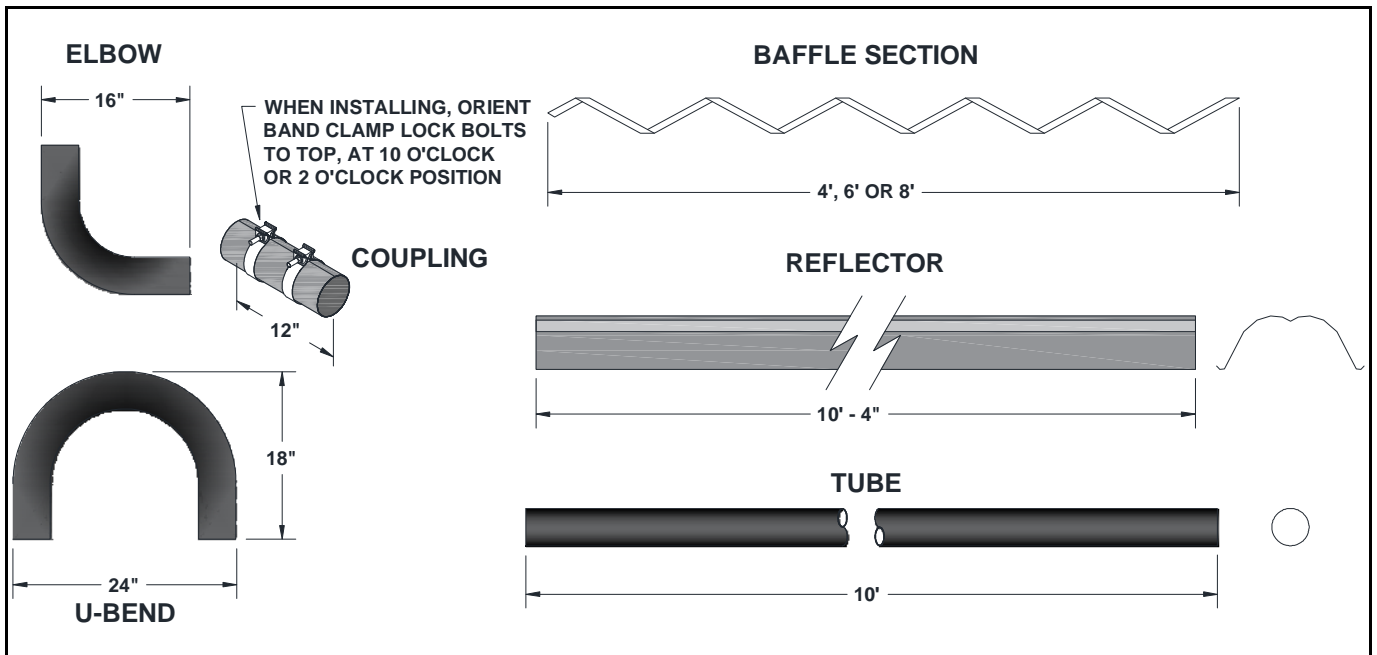 ELBOW
16"
WHEN INSTALLING, ORIENT
BAND CLAMP LOCK BOLTS
TO TOP, AT 10 O'CLOCK
OR 2 O'CLOCK POSITION
COUPLING
12"
18"
24"
U-BEND
BAFFLE SECTION
4', 6' OR 8'
REFLECTOR
10' - 4"
TUBE
10'